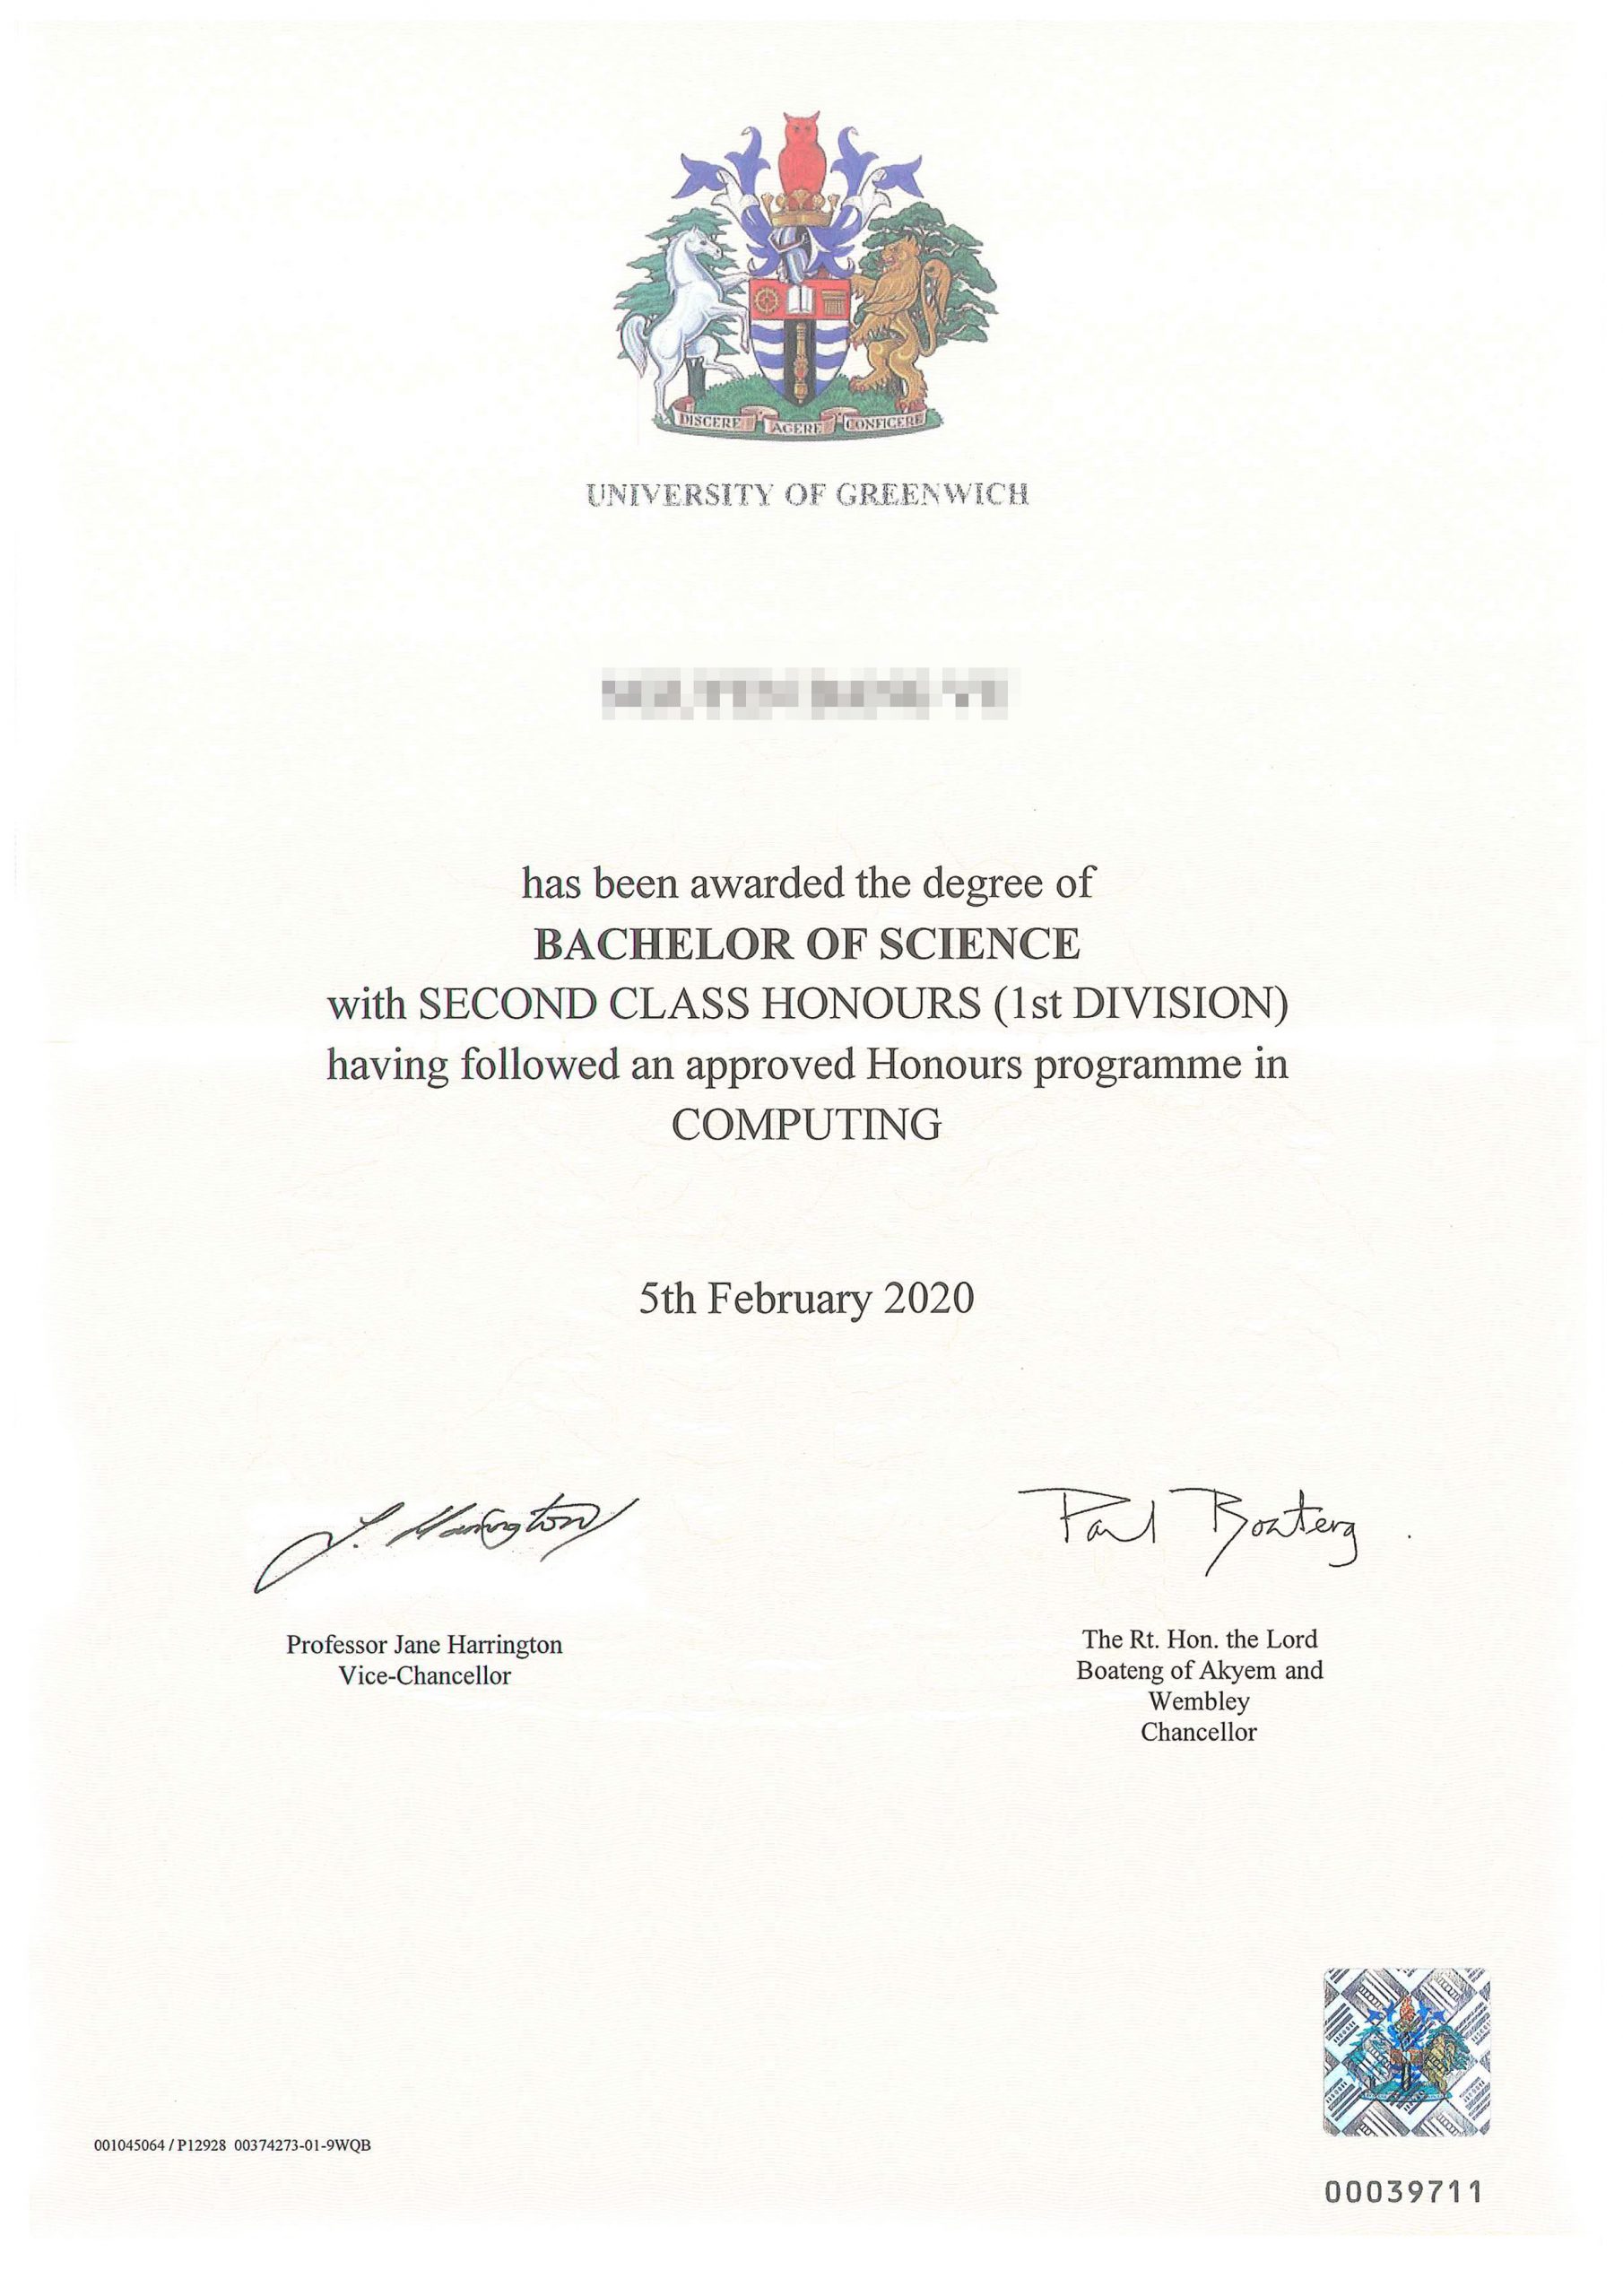 DISCERE AGERE CONFICERE
UNIVERSITY OF GREENWICH
has been awarded the degree of
BACHELOR OF SCIENCE
with SECOND CLASS HONOURS (1st DIVISION)
having followed an approved Honours programme in
COMPUTING
5th February 2020
J. Harrington
Paul Boateng
Professor Jane Harrington
Vice-Chancellor
The Rt. Hon. the Lord
Boateng of Akyem and
Wembley
Chancellor
001045064 / P12928 00374273-01-9WQB
00039711